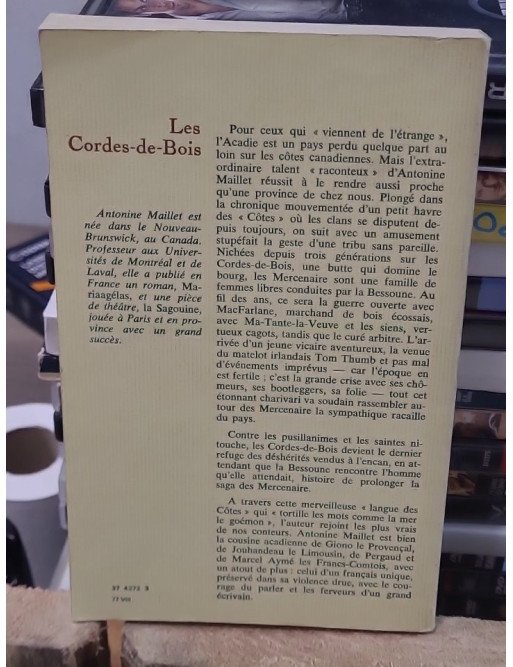 Les
Cordes-de-Bois
Antonine Maillet est
née dans le Nouveau-
Brunswick, au Canada.
Professeur aux Univer-
sités de Montréal et de
Laval, elle a publié en
France un roman, Ma-
riaagélas, et une pièce
de théâtre, la Sagouine,
jouée à Paris et en pro-
vince avec un grand
succès.
Pour ceux qui « viennent de l'étrange »,
l'Acadie est un pays perdu quelque part au
loin sur les côtes canadiennes. Mais l'extra-
ordinaire talent « raconteux » d'Antonine
Maillet réussit à le rendre aussi proche
qu'une province de chez nous. Plongé dans
la chronique mouvementée d'un petit havre
des « Côtes » où les clans se disputent de-
puis toujours, on suit avec un amusement
stupéfait la geste d'une tribu sans pareille.
Nichées depuis trois générations sur les
Cordes-de-Bois, une butte qui domine le
bourg, les Mercenaire sont une famille de
femmes libres conduites par la Bessoune. Au
fil des ans, ce sera la guerre ouverte avec
MacFarlane, marchand de bois écossais,
avec Ma-Tante-la-Veuve et les siens, ver-
tueux cagots, tandis que le curé arbitre. L'ar-
rivée d'un jeune vicaire aventureux, la venue
du matelot irlandais Tom Thumb et pas mal
d'événements imprévus — car l'époque en
est fertile ; c'est la grande crise avec ses chô-
meurs, ses bootleggers, sa folie — tout cet
étonnant charivari va soudain rassembler au-
tour des Mercenaire la sympathique racaille
du pays.
Contre les pusillanimes et les saintes ni-
touche, les Cordes-de-Bois devient le dernier
refuge des déshérités vendus à l'encan, en at-
tendant que la Bessoune rencontre l'homme
qu'elle attendait, histoire de prolonger la
saga des Mercenaire.
A travers cette merveilleuse « langue des
Côtes » qui « tortille les mots comme la mer
le goémon », l'auteur rejoint les plus vrais
de nos conteurs. Antonine Maillet est bien
la cousine acadienne de Giono le Provençal,
de Jouhandeau le Limousin, de Pergaud et
de Marcel Aymé les Francs-Comtois, avec
un atout de plus : celui d'un français unique,
préservé dans sa violence drue, avec le cou-
rage du parler et les ferveurs d'un grand
écrivain.
37 4272 3
77 VIII